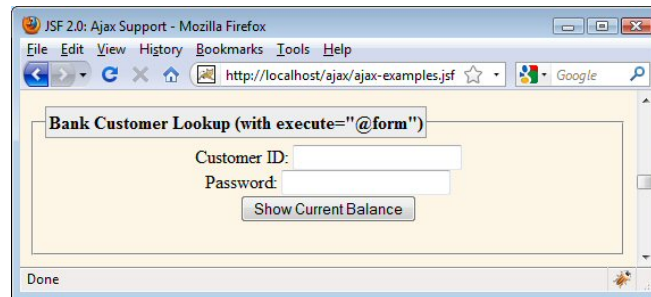 JSF 2.0: Ajax Support - Mozilla Firefox
File Edit View History Bookmarks Tools Help
http://localhost/ajax/ajax-examples.jsf
Google
Bank Customer Lookup (with execute="@form")
Customer ID:
Password:
Show Current Balance
Done